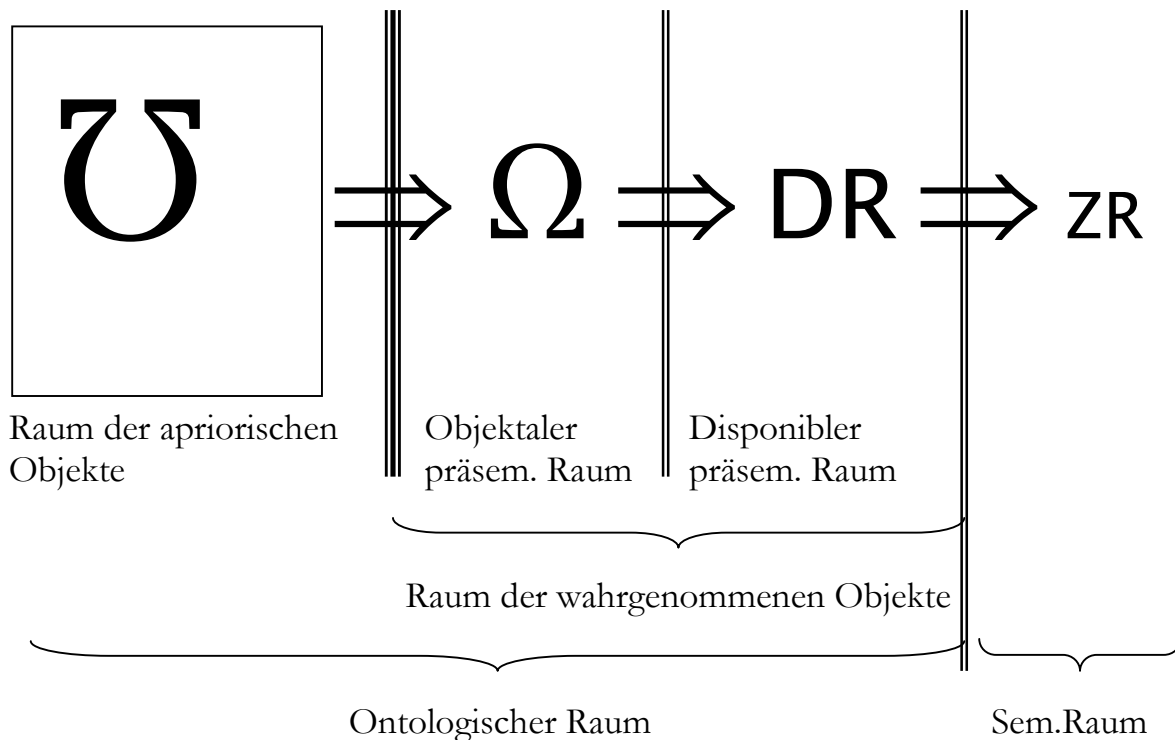 ℧ ⇒ Ω ⇒ DR ⇒ ZR
Raum der apriorischen
Objekte
Objektaler
präsem. Raum
Disponibler
präsem. Raum
Raum der wahrgenommenen Objekte
Ontologischer Raum
Sem.Raum